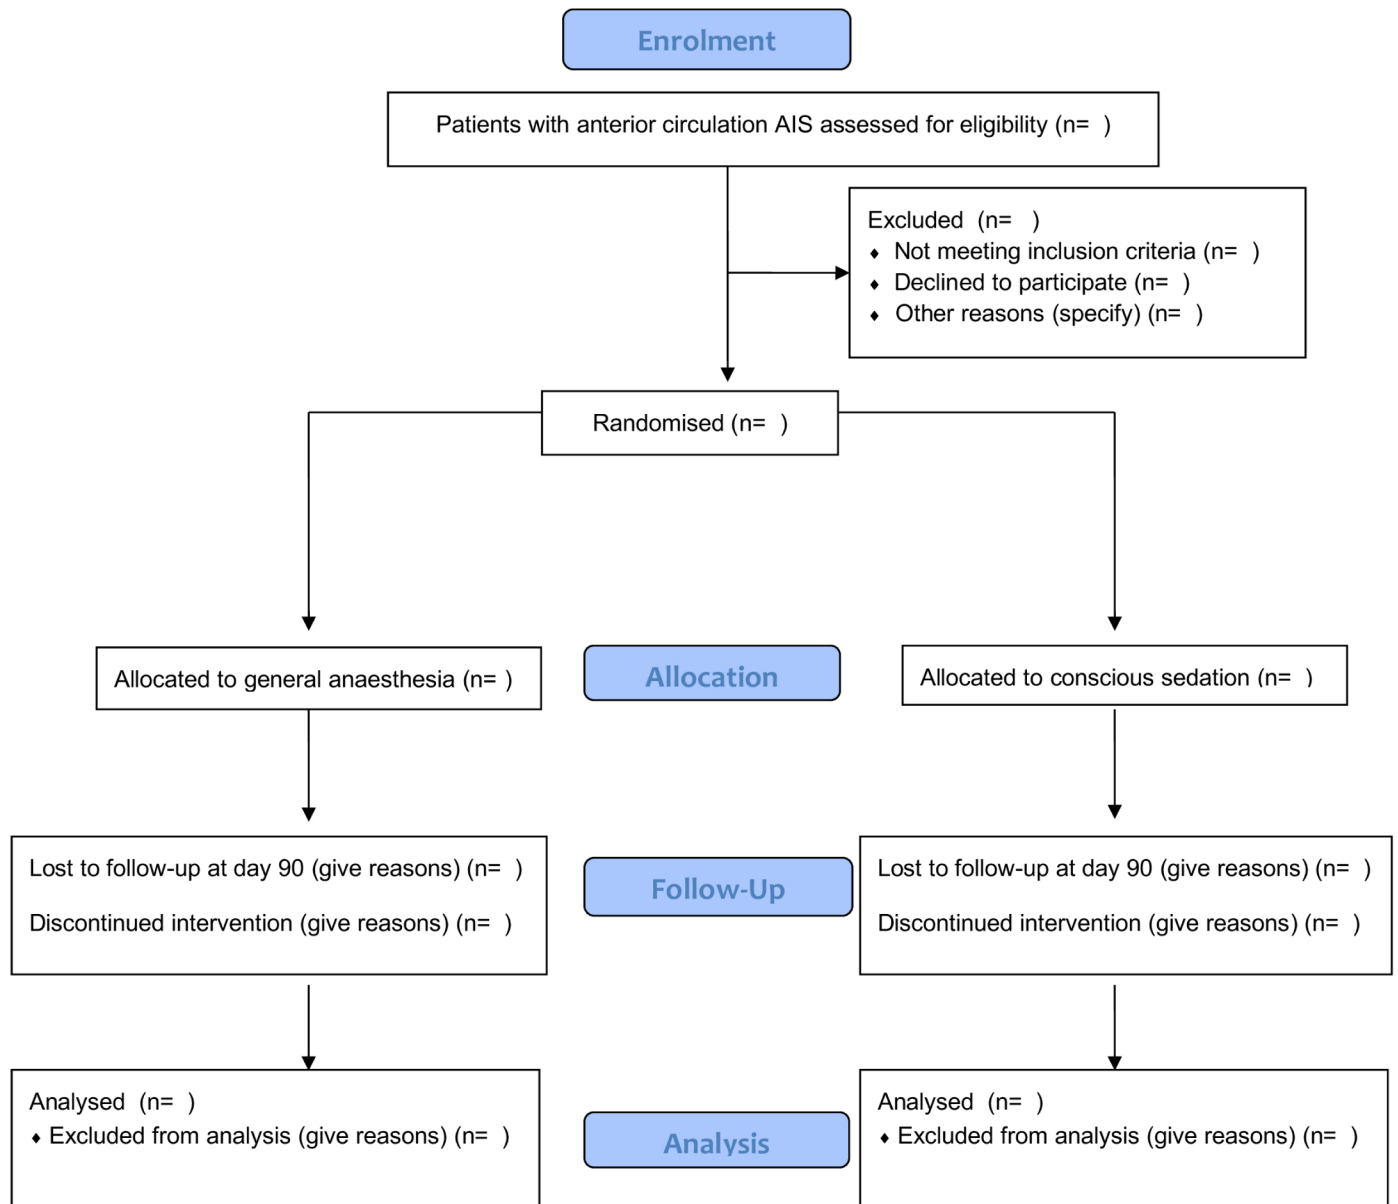 Enrolment
Patients with anterior circulation AIS assessed for eligibility (n=  )
Excluded  (n=   )
♦ Not meeting inclusion criteria (n=  )
♦ Declined to participate (n=  )
♦ Other reasons (specify) (n=  )
Randomised (n=  )
Allocated to general anaesthesia (n= )
Allocation
Allocated to conscious sedation (n=  )
Lost to follow-up at day 90 (give reasons) (n=  )
Discontinued intervention (give reasons) (n=  )
Follow-Up
Lost to follow-up at day 90 (give reasons) (n=  )
Discontinued intervention (give reasons) (n=  )
Analysed  (n=  )
♦ Excluded from analysis (give reasons) (n=  )
Analysis
Analysed  (n=  )
♦ Excluded from analysis (give reasons) (n=  )